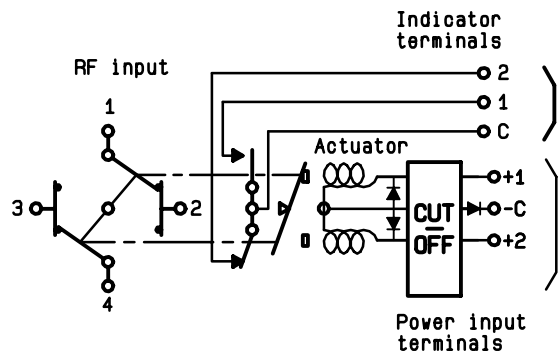 Indicator
terminals
RF input
2
1
1
C
Actuator
+1
3
2
CUT
-C
OFF
+2
4
Power input
terminals